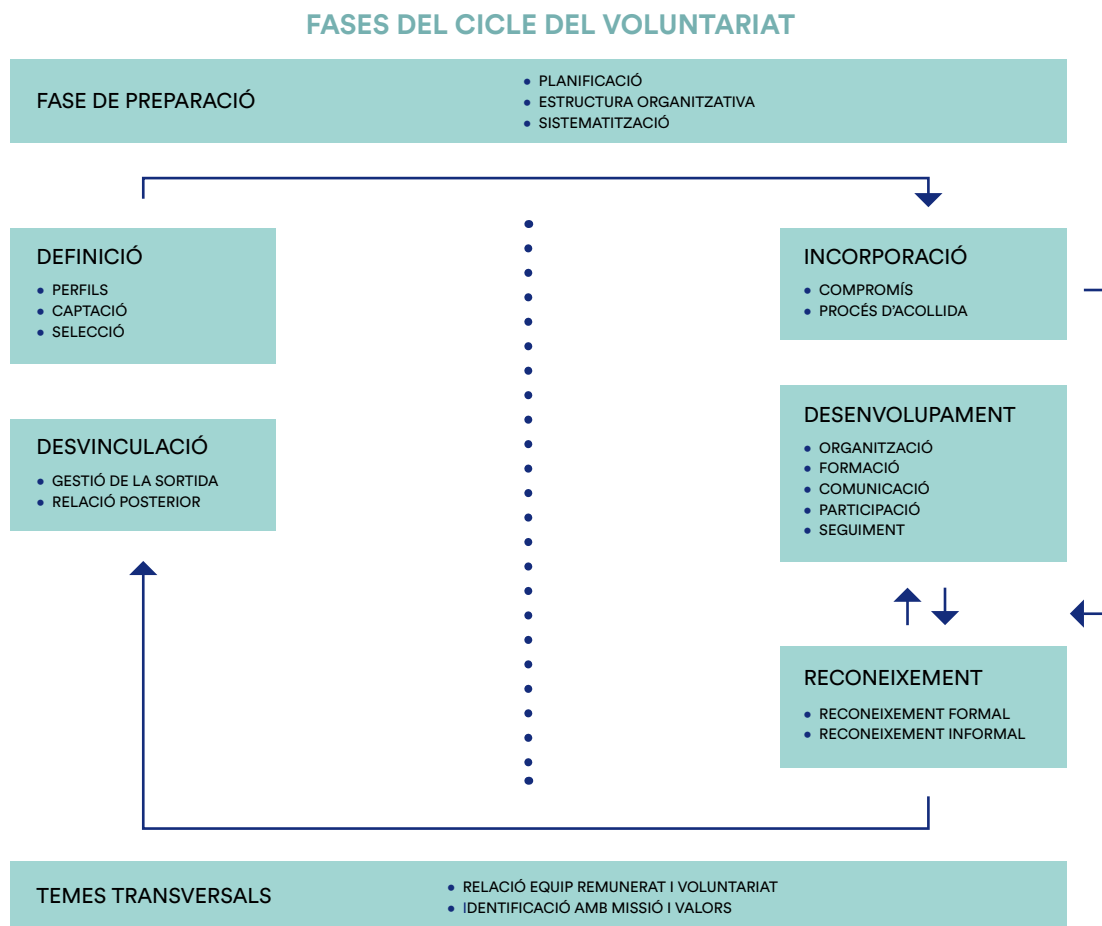 FASES DEL CICLE DEL VOLUNTARIAT
FASE DE PREPARACIÓ
• PLANIFICACIÓ
• ESTRUCTURA ORGANITZATIVA
• SISTEMATITZACIÓ
DEFINICIÓ
• PERFILS
• CAPTACIÓ
• SELECCIÓ
INCORPORACIÓ
• COMPROMÍS
• PROCÉS D'ACOLLIDA
DESVINCULACIÓ
• GESTIÓ DE LA SORTIDA
• RELACIÓ POSTERIOR
DESENVOLUPAMENT
• ORGANITZACIÓ
• FORMACIÓ
• COMUNICACIÓ
• PARTICIPACIÓ
• SEGUIMENT
RECONEIXEMENT
• RECONEIXEMENT FORMAL
• RECONEIXEMENT INFORMAL
TEMES TRANSVERSALS
• RELACIÓ EQUIP REMUNERAT I VOLUNTARIAT
• IDENTIFICACIÓ AMB MISSIÓ I VALORS